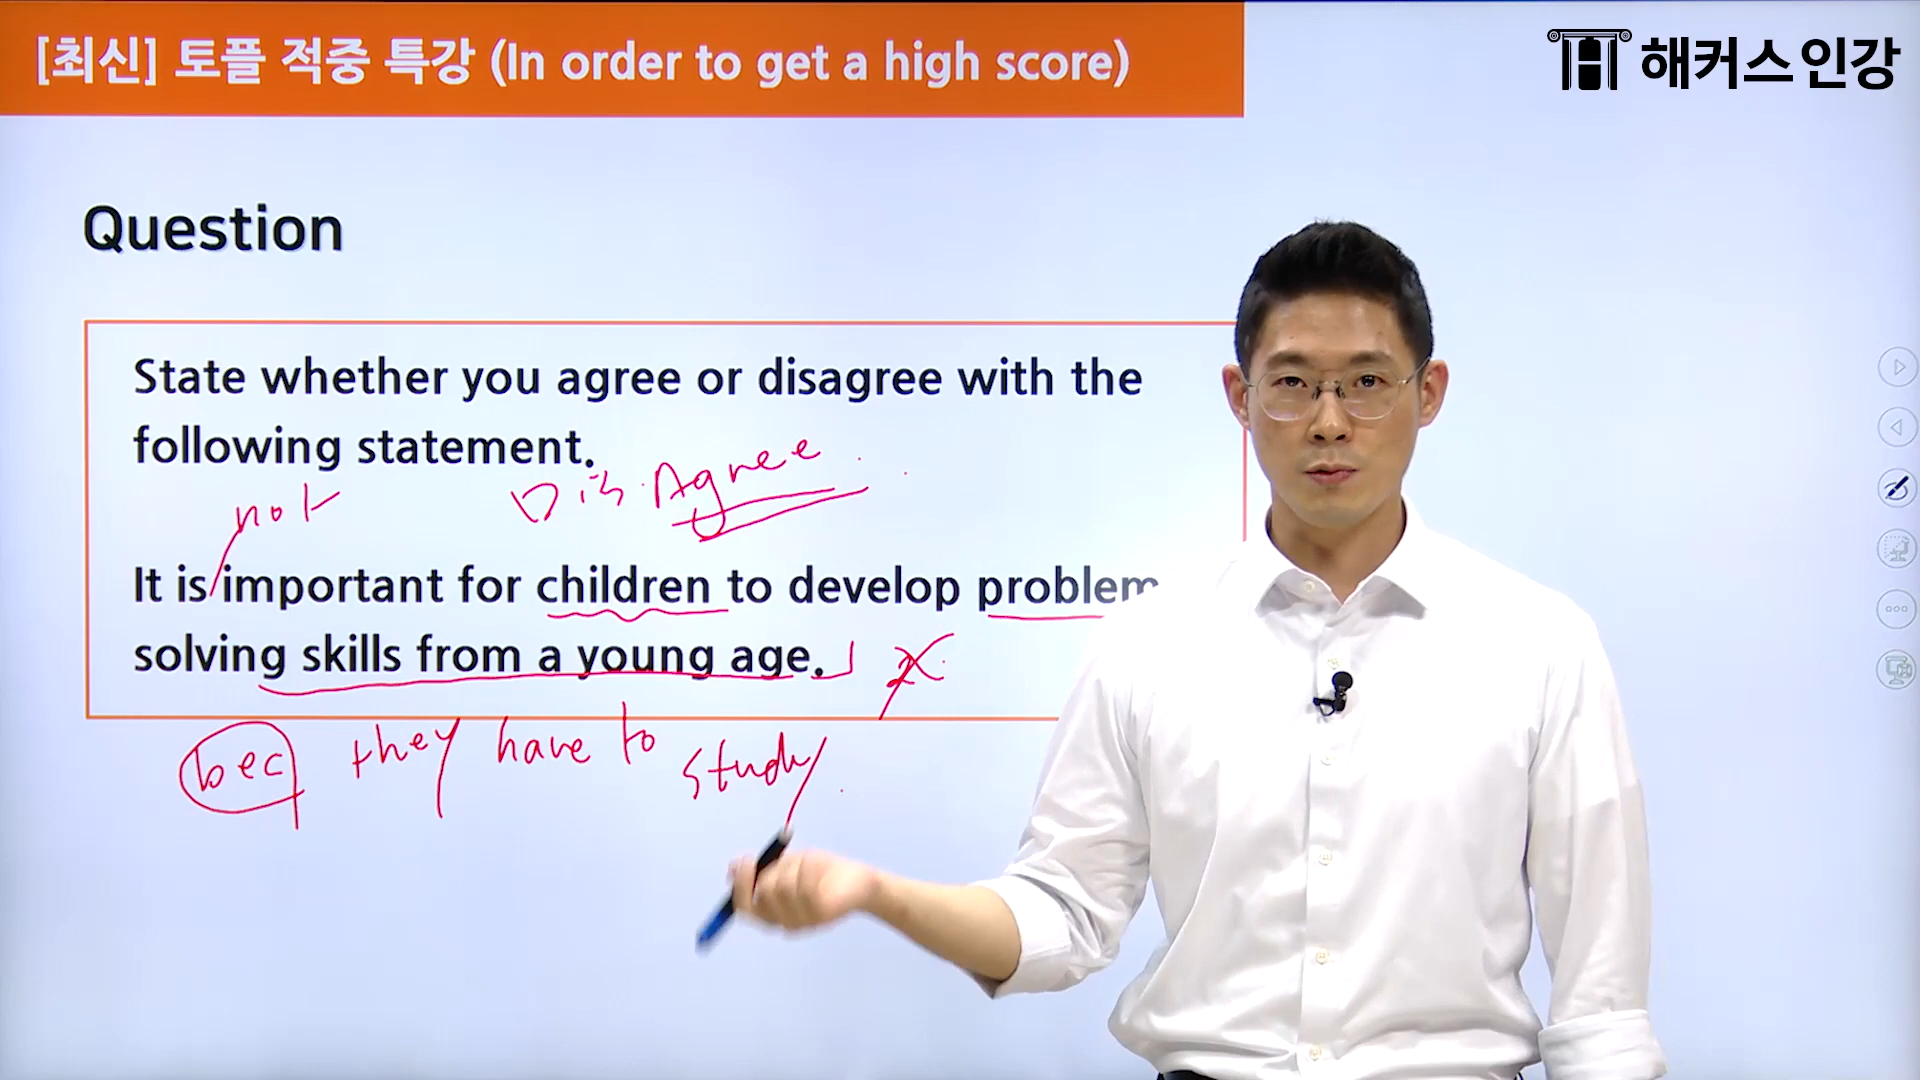 [최신] 토플 적중 특강 (In order to get a high score)
해커스인강
Question
State whether you agree or disagree with the
following statement.
Dis Agree
not
It is important for children to develop problem
solving skills from a young age.
bec they have to study